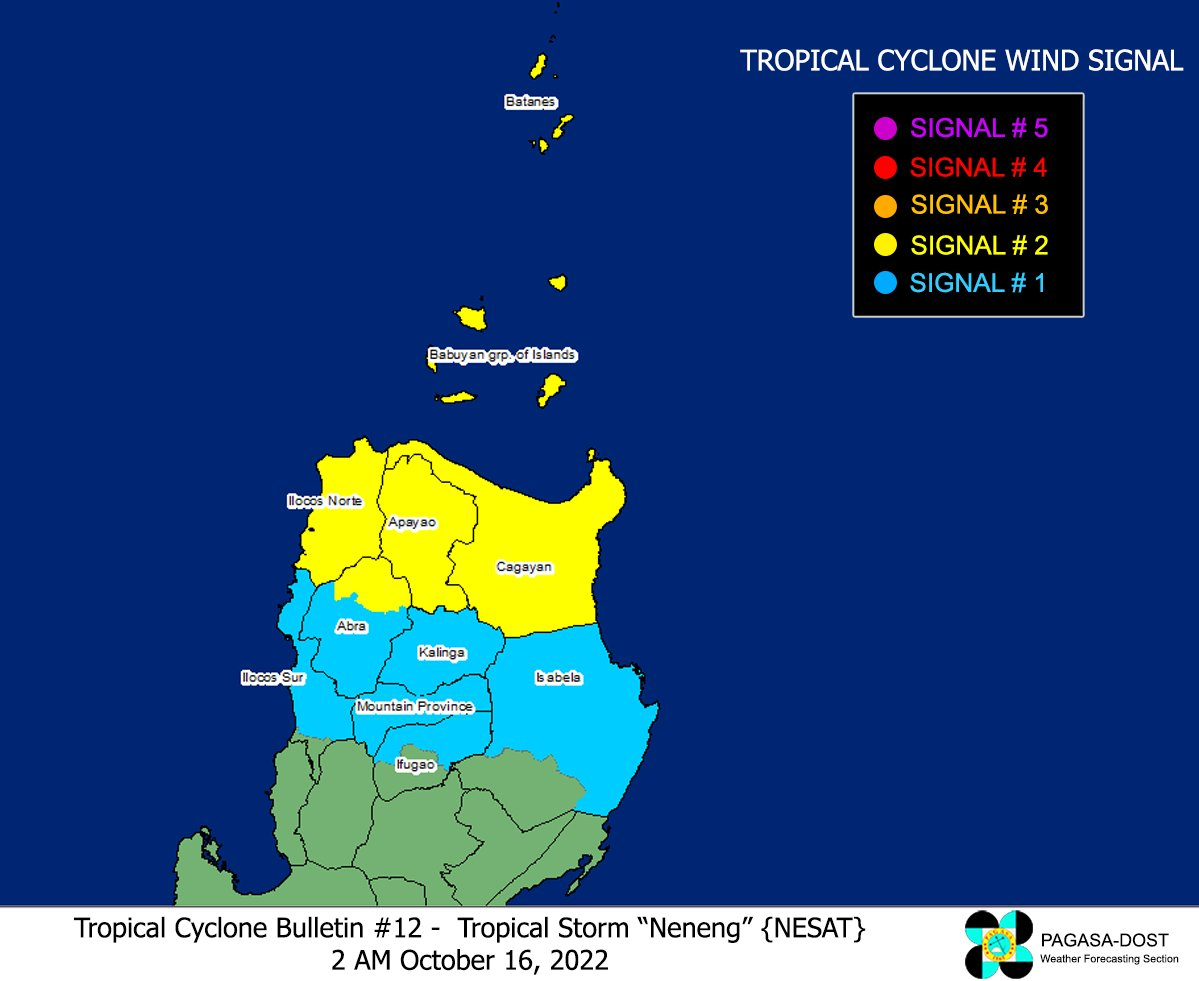 TROPICAL CYCLONE WIND SIGNAL
SIGNAL # 5
SIGNAL # 4
SIGNAL # 3
SIGNAL # 2
SIGNAL # 1
Batanes
Babuyan grp. of Islands
Ilocos Norte
Apayao
Cagayan
Abra
Kalinga
Ilocos Sur
Isabela
Mountain Province
Ifugao
Tropical Cyclone Bulletin #12 - Tropical Storm “Neneng” {NESAT}
2 AM October 16, 2022
PAGASA-DOST
Weather Forecasting Section